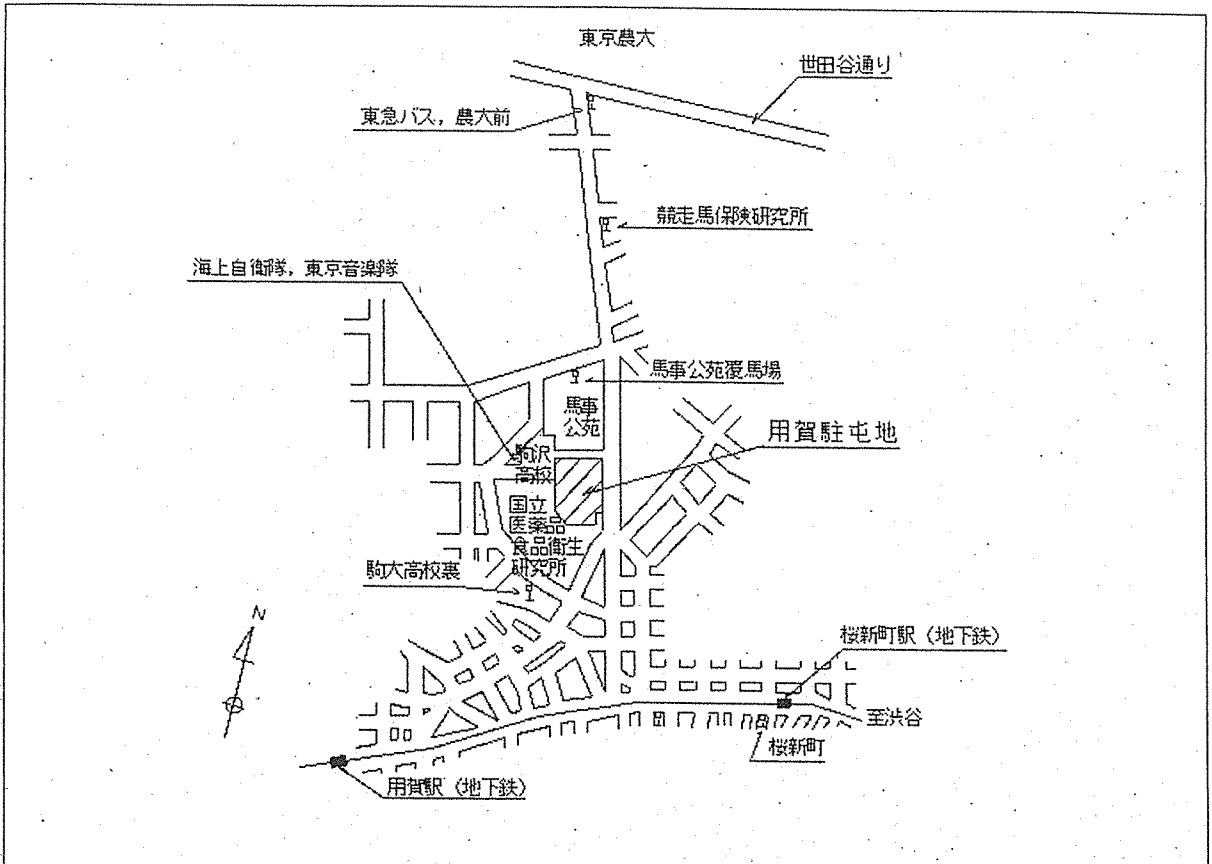 東京農大
世田谷通り
東急バス，農大前
競走馬保険研究所
海上自衛隊，東京音楽隊
馬事公苑覆馬場
馬事
公苑
用賀駐屯地
駒沢
高校
国立
医薬品
食品衛生
研究所
駒大高校裏
N
桜新町駅（地下鉄）
至渋谷
桜新町
用賀駅（地下鉄）